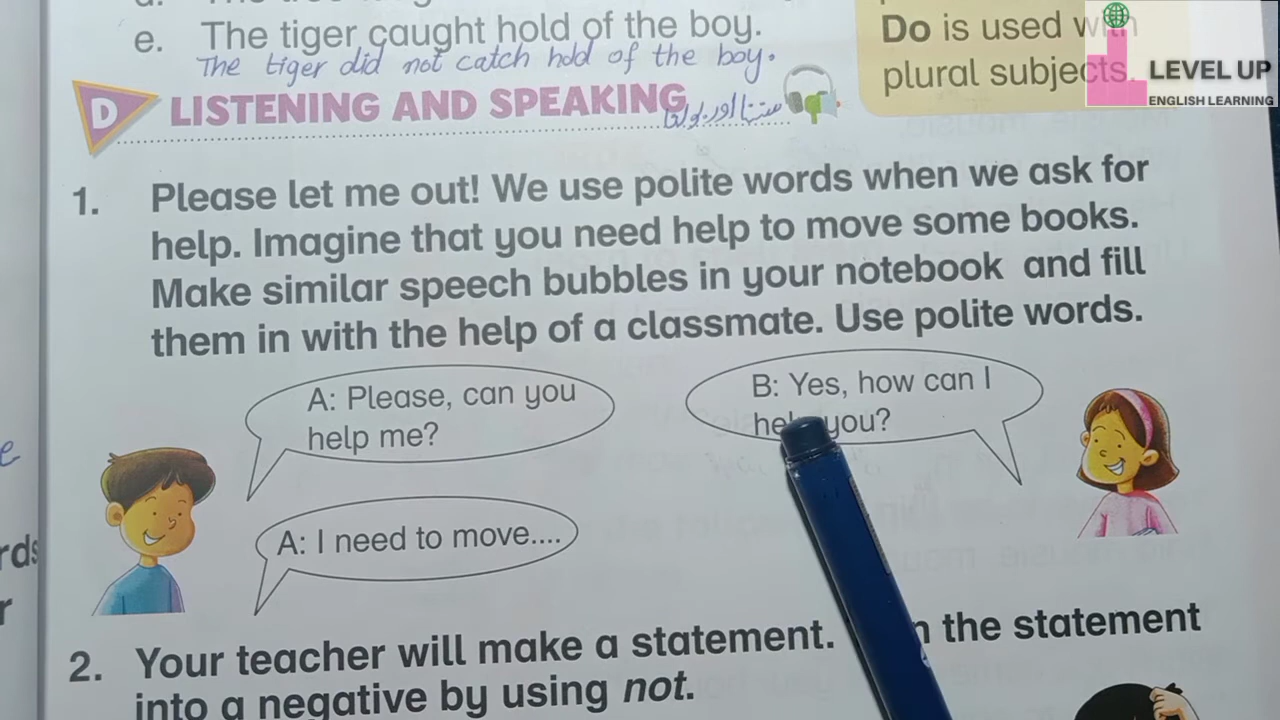 e. The tiger caught hold of the boy.
The tiger did not catch hold of the boy.
Do is used with
plural subjects.
LEVEL UP
ENGLISH LEARNING
D LISTENING AND SPEAKING
سننا اور بولنا
1. Please let me out! We use polite words when we ask for
help. Imagine that you need help to move some books.
Make similar speech bubbles in your notebook and fill
them in with the help of a classmate. Use polite words.
A: Please, can you
help me?
B: Yes, how can I
help you?
A: I need to move....
2. Your teacher will make a statement. the statement
into a negative by using not.